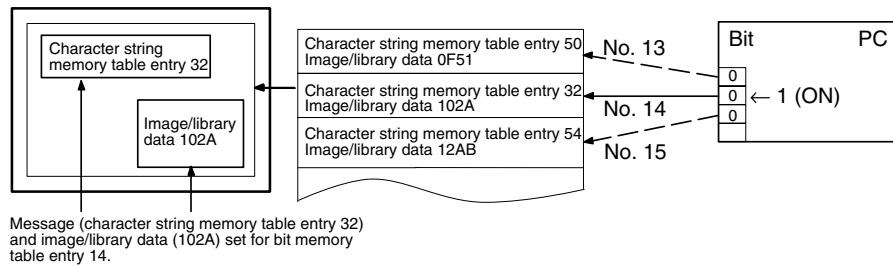 Character string
memory table entry 32
Image/library
data 102A
Message (character string memory table entry 32)
and image/library data (102A) set for bit memory
table entry 14.
Character string memory table entry 50
Image/library data 0F51
Character string memory table entry 32
Image/library data 102A
Character string memory table entry 54
Image/library data 12AB
No. 13
No. 14
No. 15
Bit PC
0
0 ← 1 (ON)
0